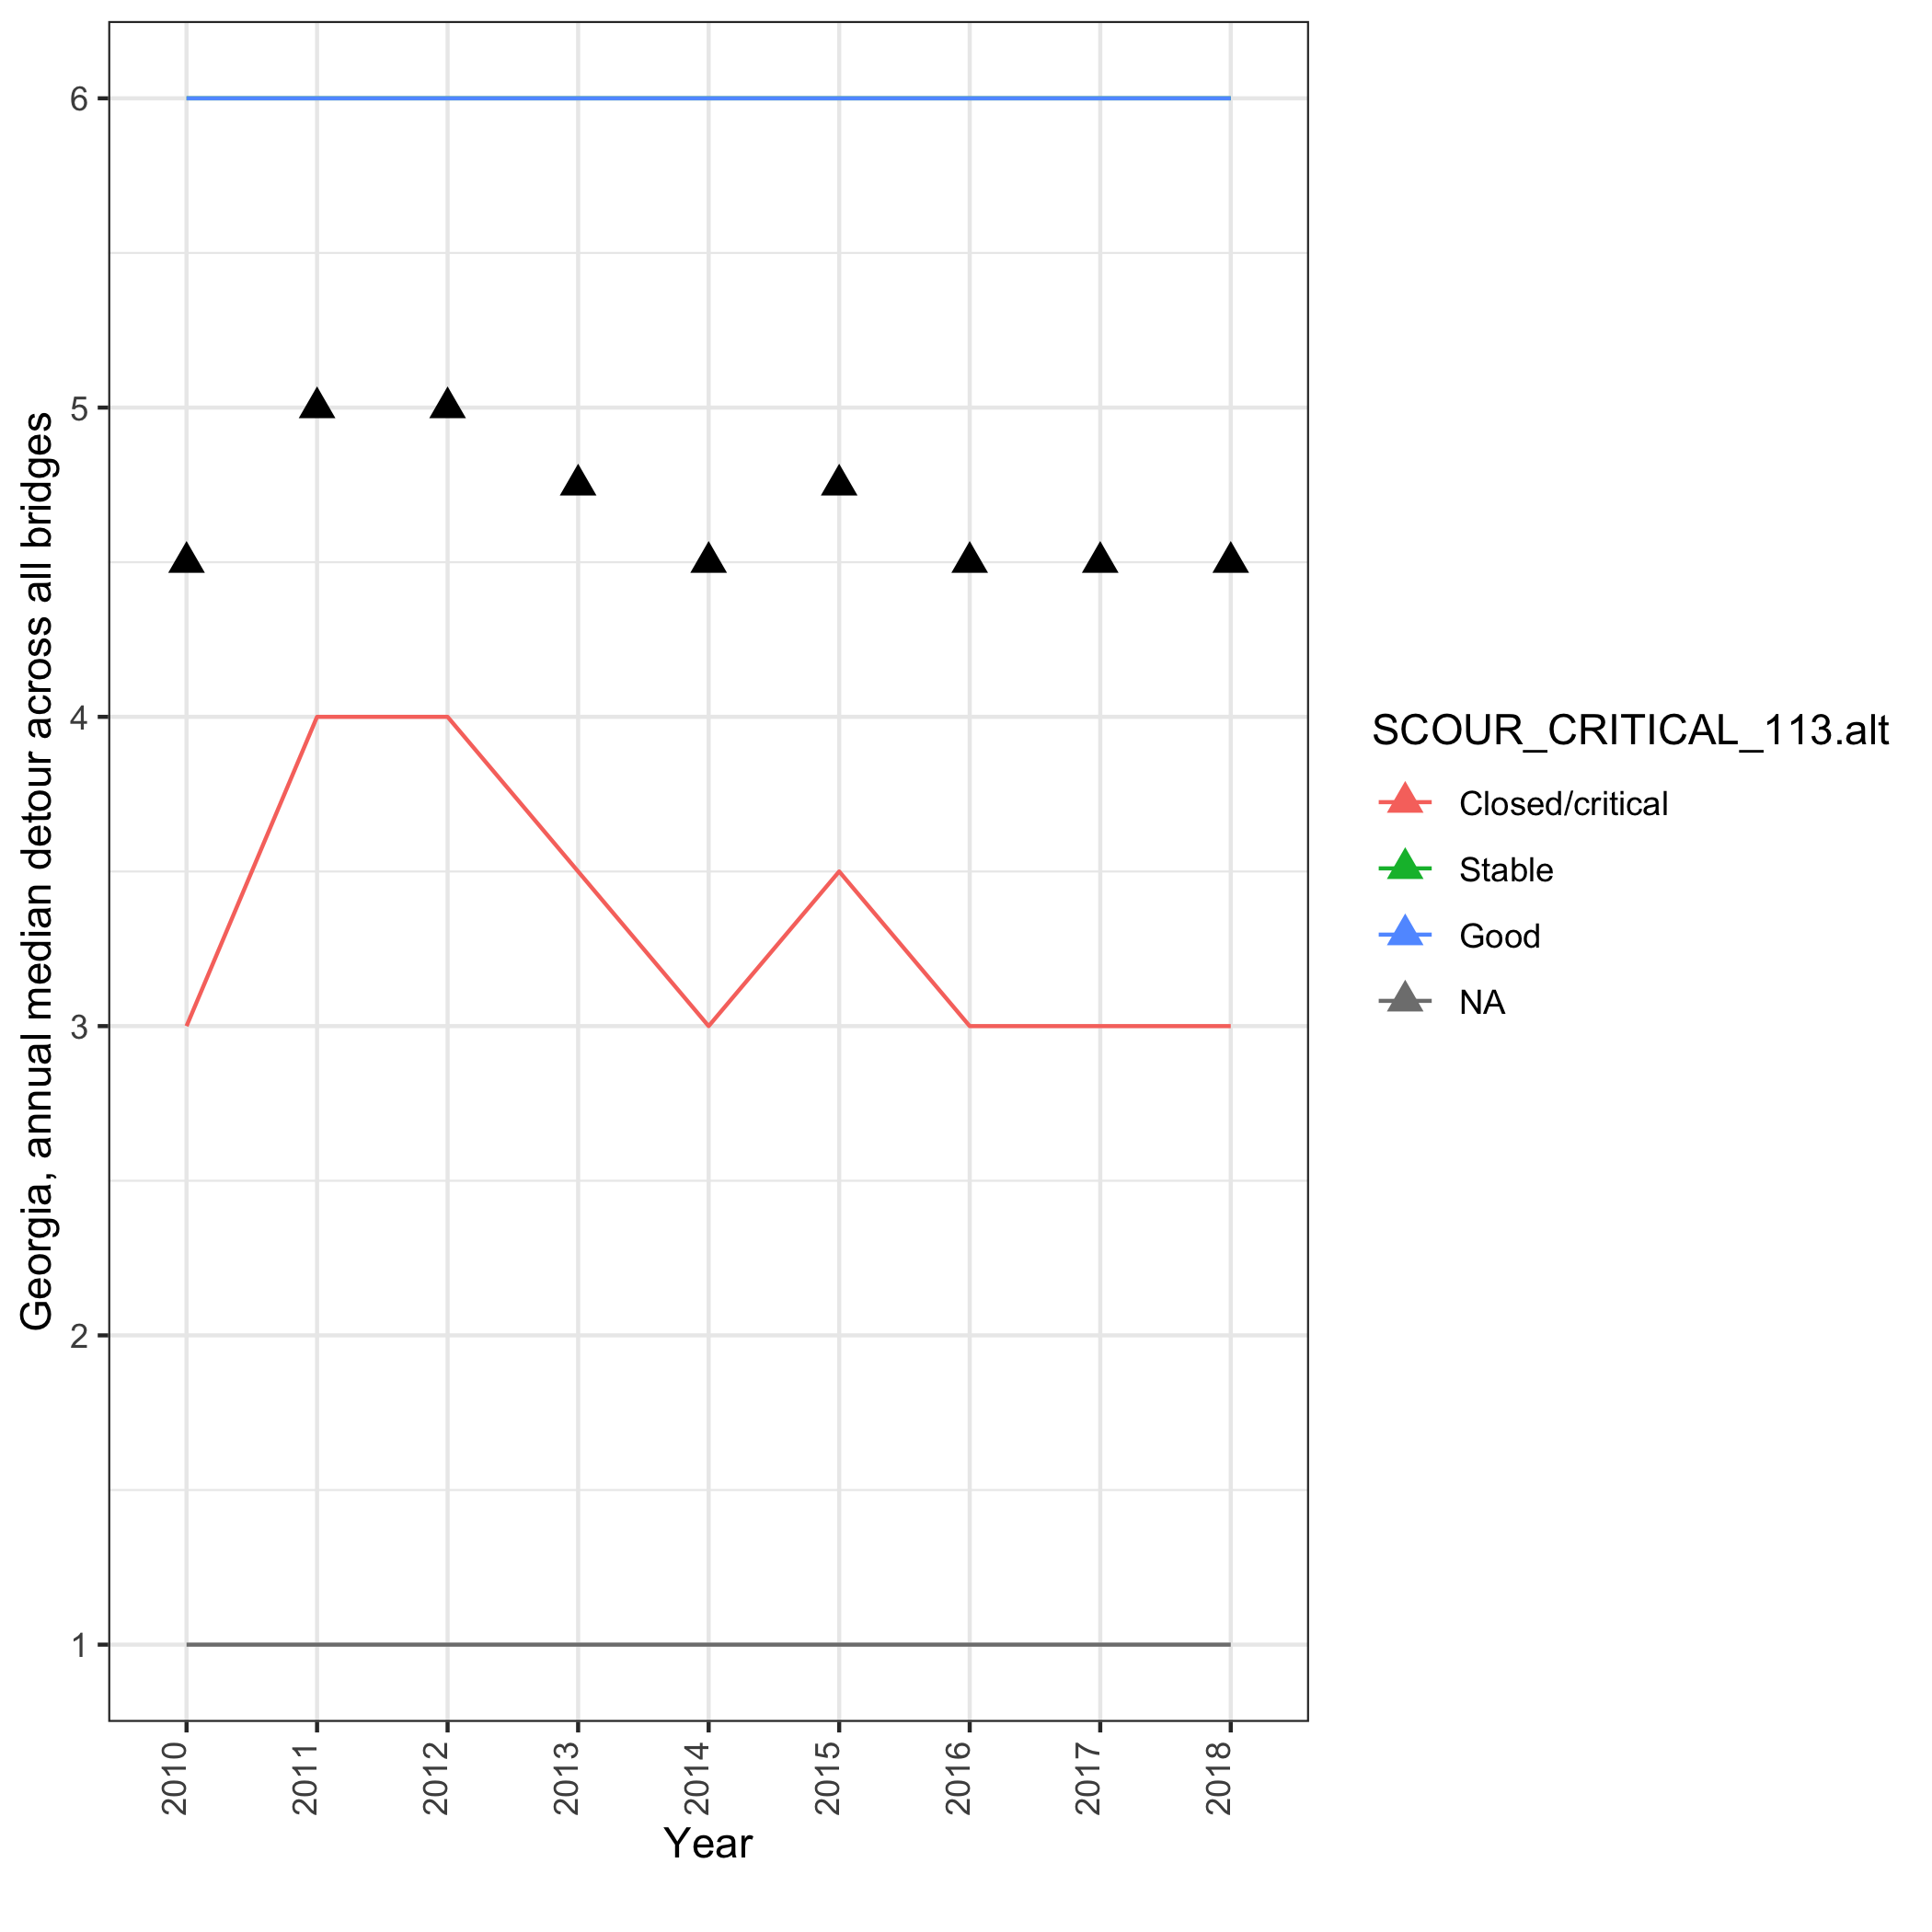 Georgia, annual median detour across all bridges
6
5
4
3
2
1
2010
2011
2012
2013
2014
2015
2016
2017
2018
Year
SCOUR_CRITICAL_113.alt
Closed/critical
Stable
Good
NA